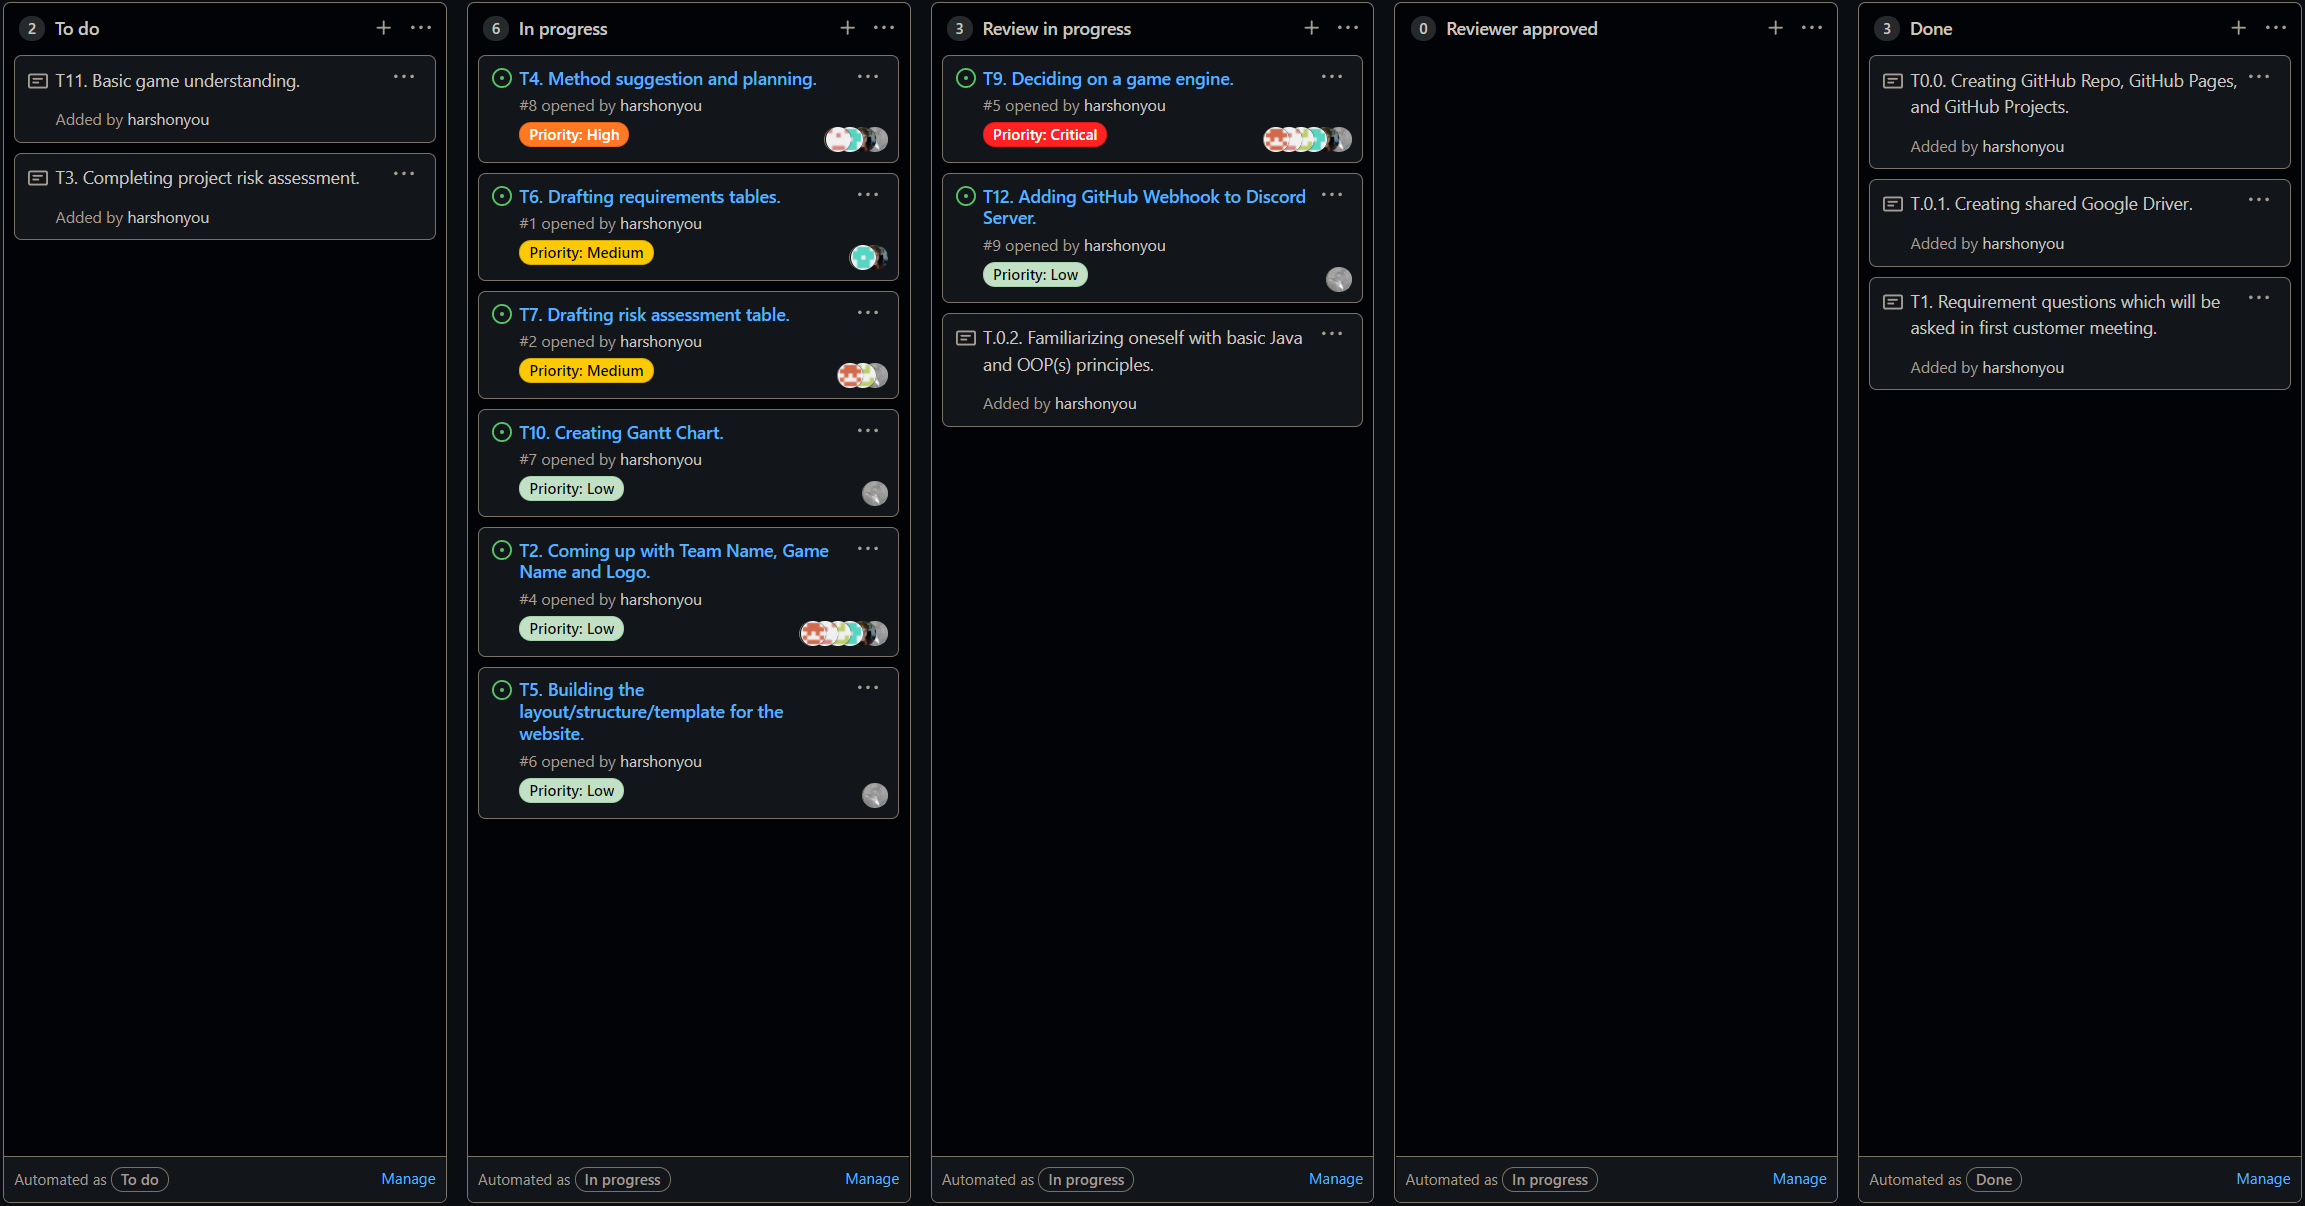 2 To do
T11. Basic game understanding.
Added by harshonyou
T3. Completing project risk assessment.
Added by harshonyou
Automated as To do Manage
6 In progress
T4. Method suggestion and planning.
#8 opened by harshonyou
Priority: High
T6. Drafting requirements tables.
#1 opened by harshonyou
Priority: Medium
T7. Drafting risk assessment table.
#2 opened by harshonyou
Priority: Medium
T10. Creating Gantt Chart.
#7 opened by harshonyou
Priority: Low
T2. Coming up with Team Name, Game
Name and Logo.
#4 opened by harshonyou
Priority: Low
T5. Building the
layout/structure/template for the
website.
#6 opened by harshonyou
Priority: Low
Automated as In progress Manage
3 Review in progress
T9. Deciding on a game engine.
#5 opened by harshonyou
Priority: Critical
T12. Adding GitHub Webhook to Discord
Server.
#9 opened by harshonyou
Priority: Low
T.0.2. Familiarizing oneself with basic Java
and OOP(s) principles.
Added by harshonyou
Automated as In progress Manage
0 Reviewer approved
Automated as In progress Manage
3 Done
T0.0. Creating GitHub Repo, GitHub Pages,
and GitHub Projects.
Added by harshonyou
T.0.1. Creating shared Google Driver.
Added by harshonyou
T1. Requirement questions which will be
asked in first customer meeting.
Added by harshonyou
Automated as Done Manage